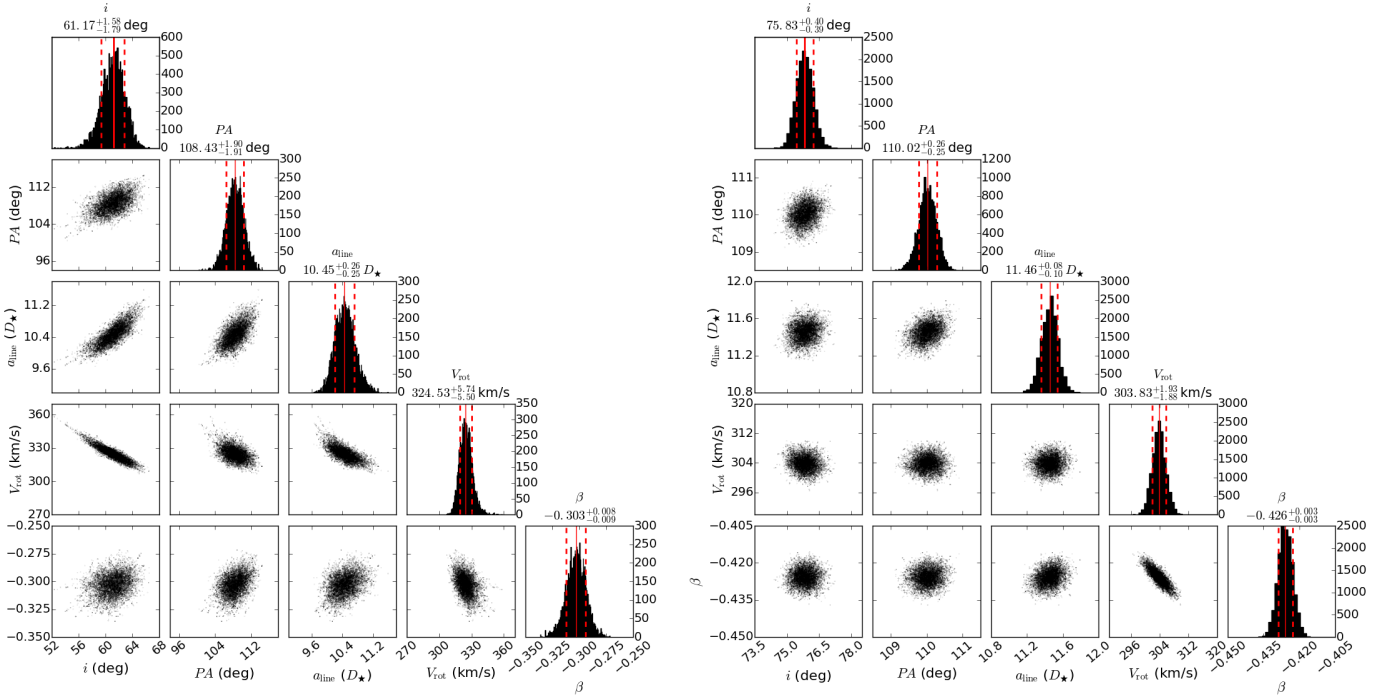 i
61.17+1.58−1.79 deg
600
500
400
300
200
100
0
PA
108.43+1.90−1.91 deg
300
250
200
150
100
50
0
PA (deg)
112
104
96
a_line
10.45+0.26−0.25 D★
300
250
200
150
100
50
0
a_line (D★)
11.2
10.4
9.6
V_rot
324.53+5.74−5.50 km/s
350
300
250
200
150
100
50
0
V_rot (km/s)
360
330
300
270
β
−0.303+0.008−0.009
300
250
200
150
100
50
0
−0.250
−0.275
−0.300
−0.325
−0.350
52 56 60 64 68
i (deg)
96 104 112
PA (deg)
9.6 10.4 11.2
a_line (D★)
270 300 330 360
V_rot (km/s)
−0.350 −0.325 −0.300 −0.275 −0.250
β
i
75.83+0.40−0.39 deg
2500
2000
1500
1000
500
0
PA
110.02+0.26−0.25 deg
1200
1000
800
600
400
200
0
PA (deg)
111
110
109
a_line
11.46+0.08−0.10 D★
3000
2500
2000
1500
1000
500
0
a_line (D★)
12.0
11.6
11.2
10.8
V_rot
303.83+1.93−1.88 km/s
3000
2500
2000
1500
1000
500
0
V_rot (km/s)
320
312
304
296
β
−0.426+0.003−0.003
2500
2000
1500
1000
500
0
β
−0.405
−0.420
−0.435
−0.450
73.5 75.0 76.5 78.0
i (deg)
109 110 111
PA (deg)
10.8 11.2 11.6 12.0
a_line (D★)
296 304 312 320
V_rot (km/s)
−0.450 −0.435 −0.420 −0.405
β